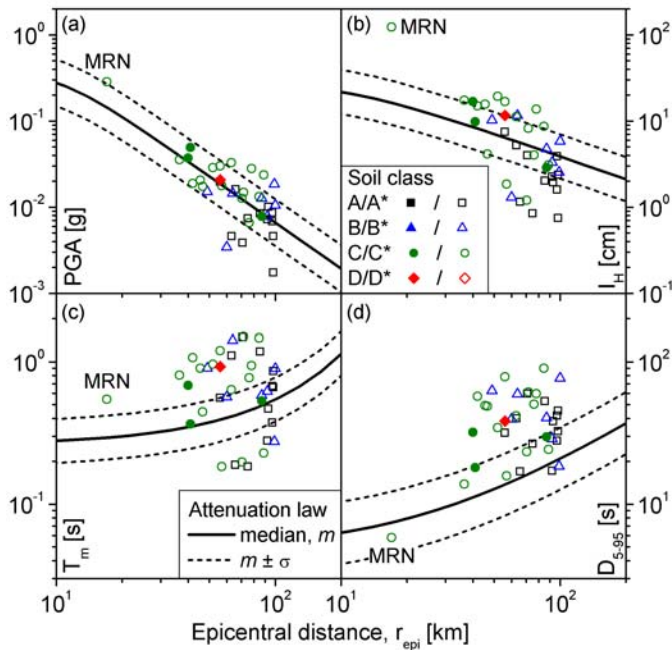 (a)
(b)
MRN
MRN
10⁰
10⁻¹
10⁻²
10⁻³
PGA [g]
10²
10¹
10⁰
I_H [cm]
Soil class
A/A* /
B/B* /
C/C* /
D/D* /
(c)
(d)
MRN
MRN
10⁰
10⁻¹
T_m [s]
10²
10¹
D_5-95 [s]
Attenuation law
median, m
m ± σ
10¹ 10² 10¹ 10²
Epicentral distance, r_epi [km]